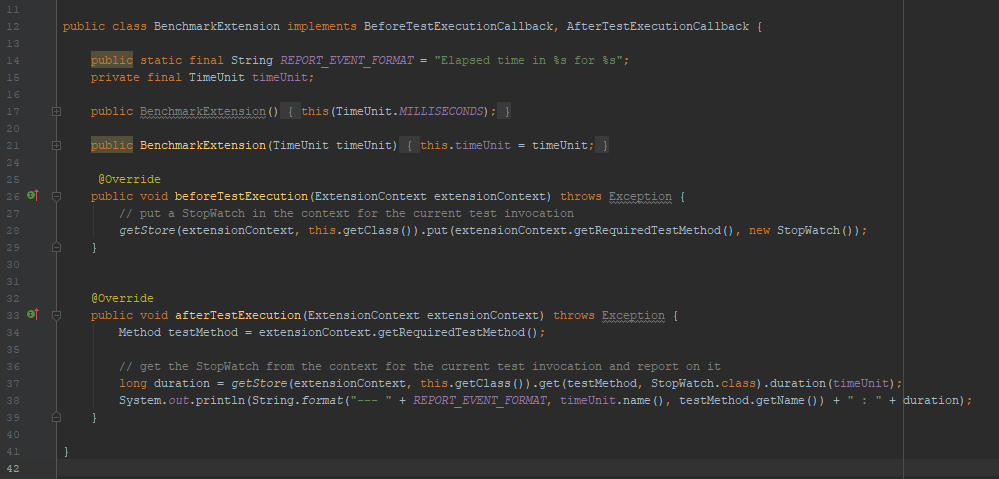 11
12 public class BenchmarkExtension implements BeforeTestExecutionCallback, AfterTestExecutionCallback {
13
14 public static final String REPORT_EVENT_FORMAT = "Elapsed time in %s for %s";
15 private final TimeUnit timeUnit;
16
17 public BenchmarkExtension() { this(TimeUnit.MILLISECONDS); }
20
21 public BenchmarkExtension(TimeUnit timeUnit) { this.timeUnit = timeUnit; }
24
25 @Override
26 public void beforeTestExecution(ExtensionContext extensionContext) throws Exception {
27 // put a StopWatch in the context for the current test invocation
28 getStore(extensionContext, this.getClass()).put(extensionContext.getRequiredTestMethod(), new StopWatch());
29 }
30
31
32 @Override
33 public void afterTestExecution(ExtensionContext extensionContext) throws Exception {
34 Method testMethod = extensionContext.getRequiredTestMethod();
35
36 // get the StopWatch from the context for the current test invocation and report on it
37 long duration = getStore(extensionContext, this.getClass()).get(testMethod, StopWatch.class).duration(timeUnit);
38 System.out.println(String.format("--- " + REPORT_EVENT_FORMAT, timeUnit.name(), testMethod.getName()) + " : " + duration);
39 }
40
41 }
42